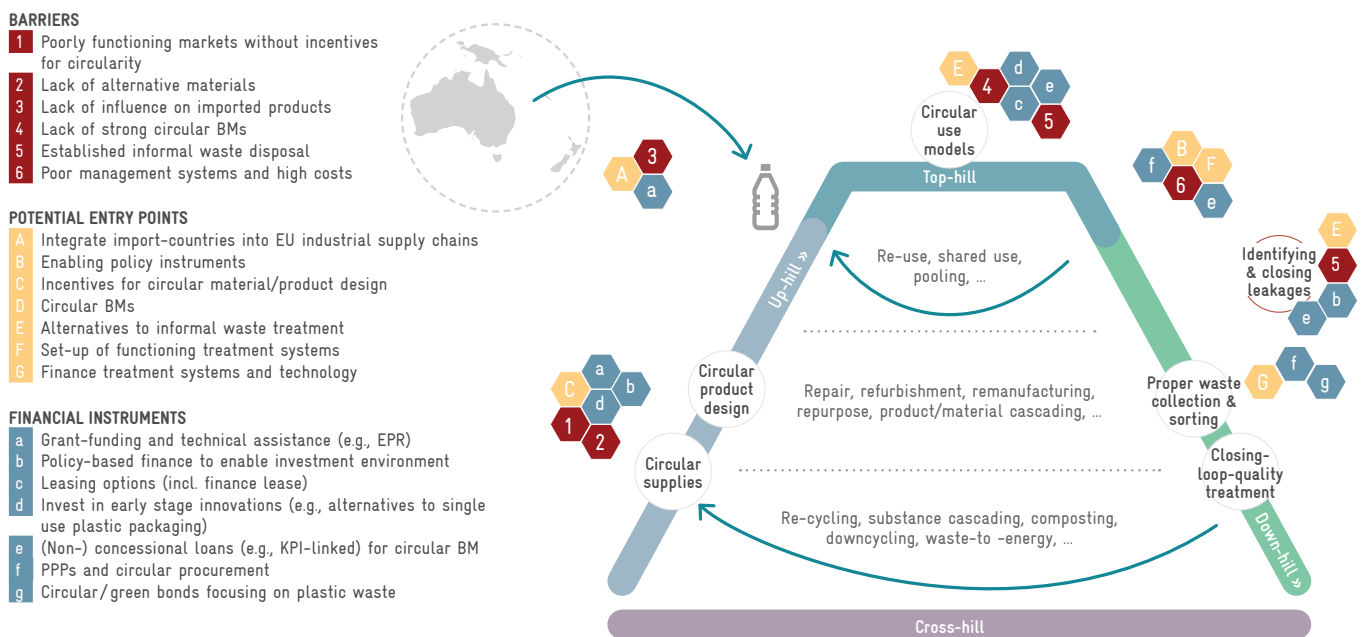 BARRIERS
1 Poorly functioning markets without incentives
for circularity
2 Lack of alternative materials
3 Lack of influence on imported products
4 Lack of strong circular BMs
5 Established informal waste disposal
6 Poor management systems and high costs
POTENTIAL ENTRY POINTS
A Integrate import-countries into EU industrial supply chains
B Enabling policy instruments
C Incentives for circular material/product design
D Circular BMs
E Alternatives to informal waste treatment
F Set-up of functioning treatment systems
G Finance treatment systems and technology
FINANCIAL INSTRUMENTS
a Grant-funding and technical assistance (e.g., EPR)
b Policy-based finance to enable investment environment
c Leasing options (incl. finance lease)
d Invest in early stage innovations (e.g., alternatives to single
use plastic packaging)
e (Non-) concessional loans (e.g., KPI-linked) for circular BM
f PPPs and circular procurement
g Circular/green bonds focusing on plastic waste
3
A
a
E
d
4
e
c
5
Circular
use
models
Top-hill
B
f
F
6
e
E
5
b
e
Identifying
& closing
leakages
Up-hill »
Re-use, shared use,
pooling, ...
a
C
b
d
1
2
Circular
product
design
Repair, refurbishment, remanufacturing,
repurpose, product/material cascading, ...
Proper waste
collection &
sorting
f
G
g
Circular
supplies
Closing-
loop-quality
treatment
Re-cycling, substance cascading, composting,
downcycling, waste-to -energy, ...
Down-hill »
Cross-hill